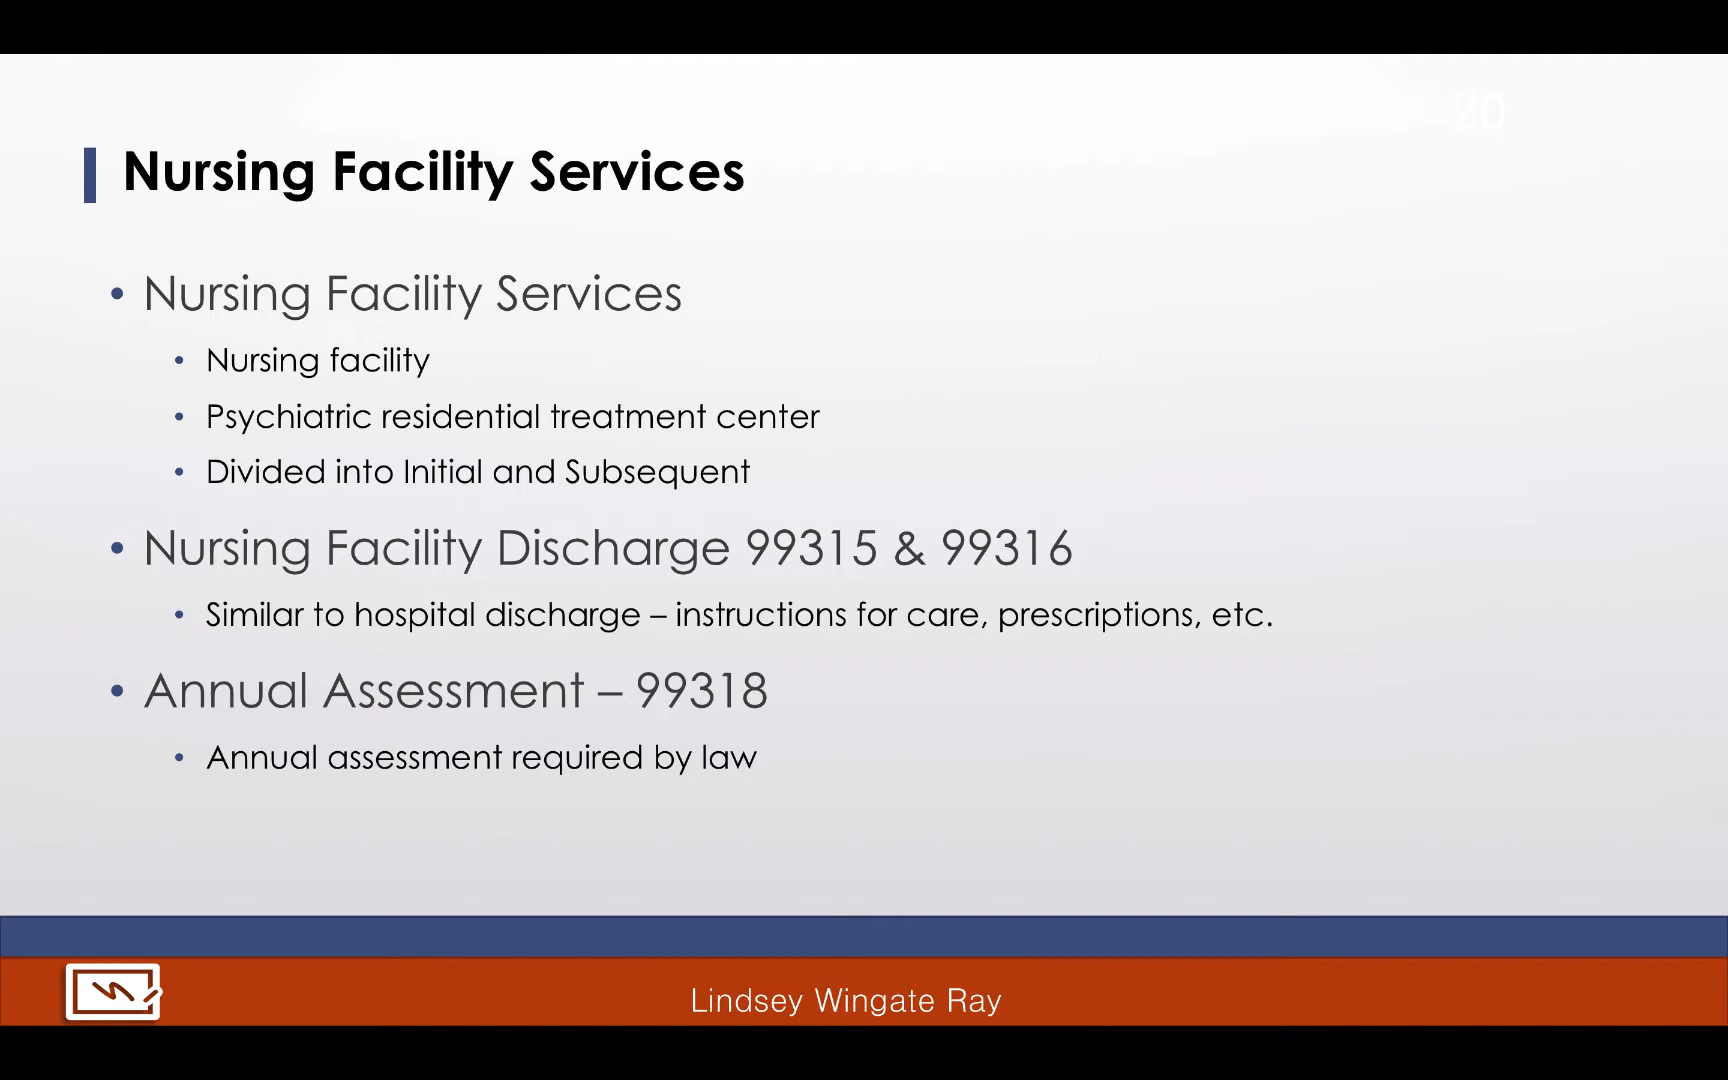 20
Nursing Facility Services
• Nursing Facility Services
• Nursing facility
• Psychiatric residential treatment center
• Divided into Initial and Subsequent
• Nursing Facility Discharge 99315 & 99316
• Similar to hospital discharge – instructions for care, prescriptions, etc.
• Annual Assessment – 99318
• Annual assessment required by law
Lindsey Wingate Ray